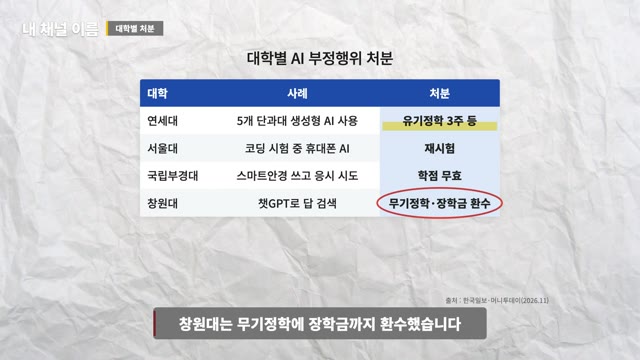 내 채널 이름 대학별 처분
대학별 AI 부정행위 처분
대학 사례 처분
연세대 5개 단과대 생성형 AI 사용 유기정학 3주 등
서울대 코딩 시험 중 휴대폰 AI 재시험
국립부경대 스마트안경 쓰고 응시 시도 학점 무효
창원대 챗GPT로 답 검색 무기정학·장학금 환수
출처 : 한국일보·머니투데이(2026.11)
창원대는 무기정학에 장학금까지 환수했습니다